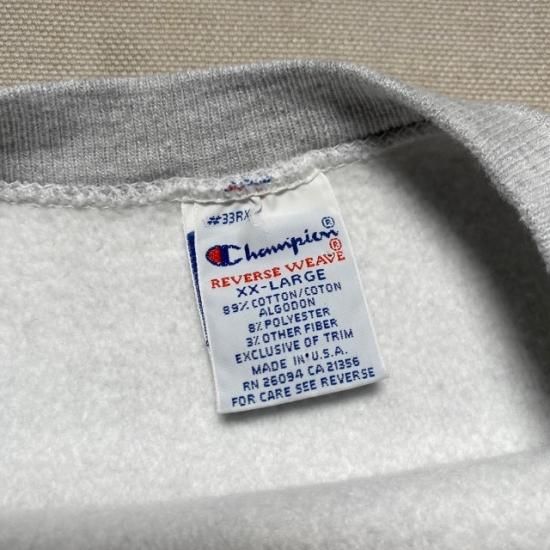 #33RX
Champion®
REVERSE WEAVE®
XX-LARGE
89% COTTON/COTON
ALGODON
8% POLYESTER
3% OTHER FIBER
EXCLUSIVE OF TRIM
MADE IN U.S.A.
RN 26094 CA 21356
FOR CARE SEE REVERSE